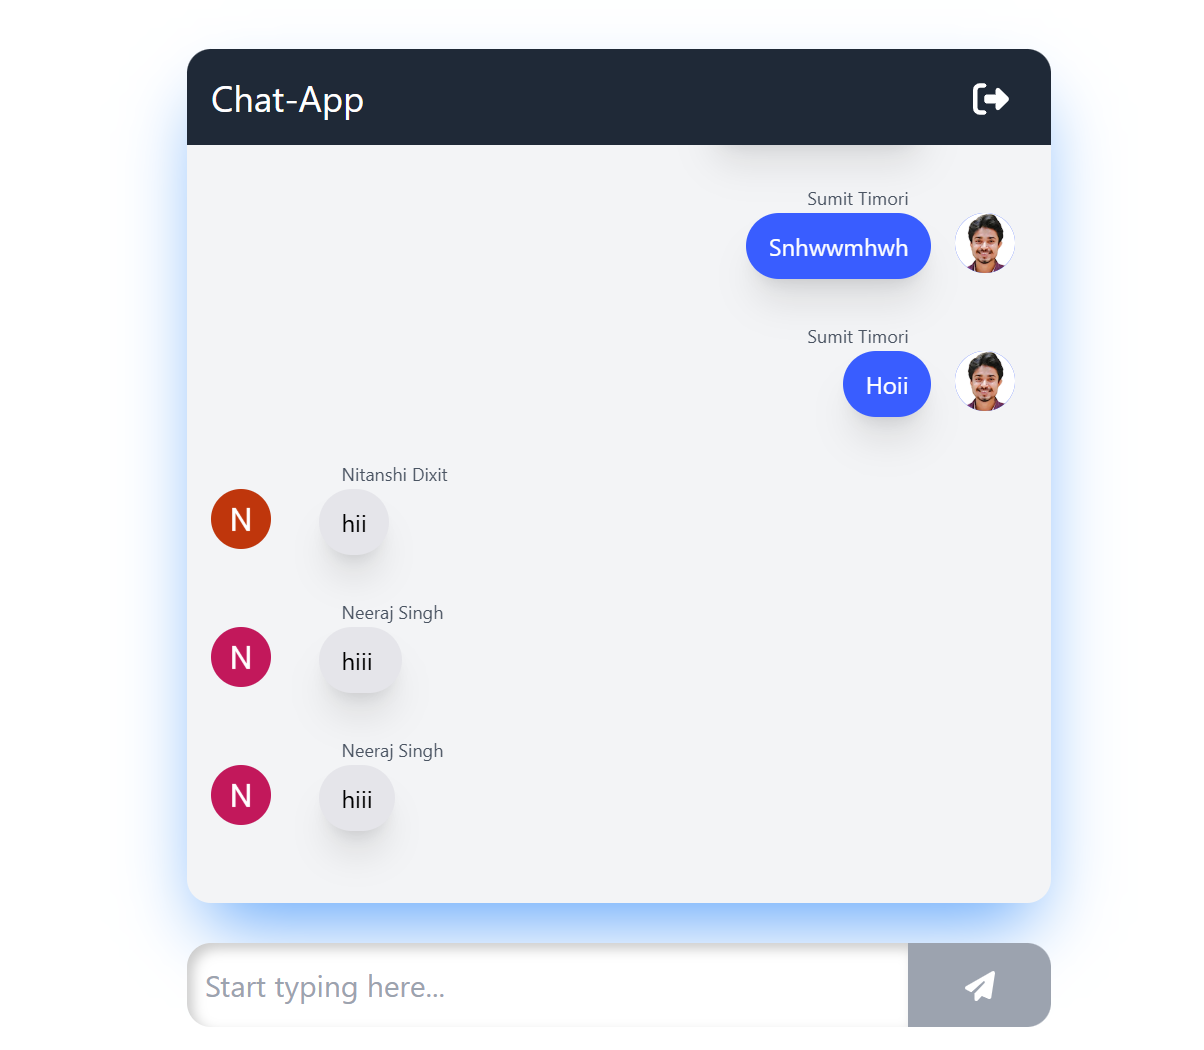 Chat-App
Sumit Timori
Snhwwmhwh
Sumit Timori
Hoii
Nitanshi Dixit
N
hii
Neeraj Singh
N
hiii
Neeraj Singh
N
hiii
Start typing here...